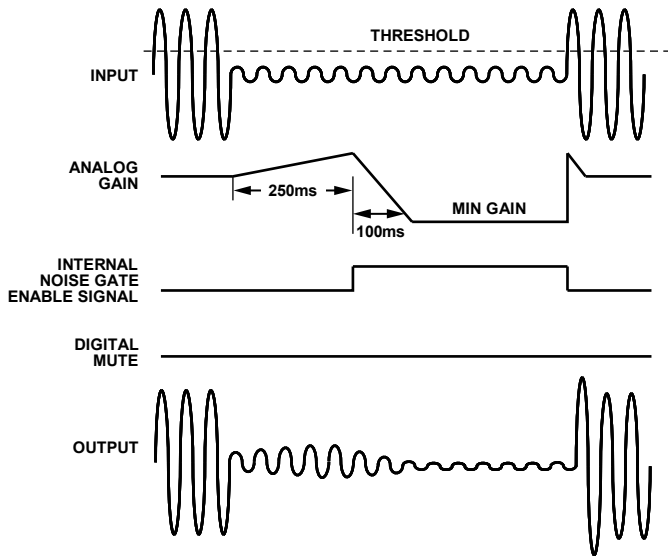 THRESHOLD
INPUT
ANALOG
GAIN
250ms
MIN GAIN
100ms
INTERNAL
NOISE GATE
ENABLE SIGNAL
DIGITAL
MUTE
OUTPUT